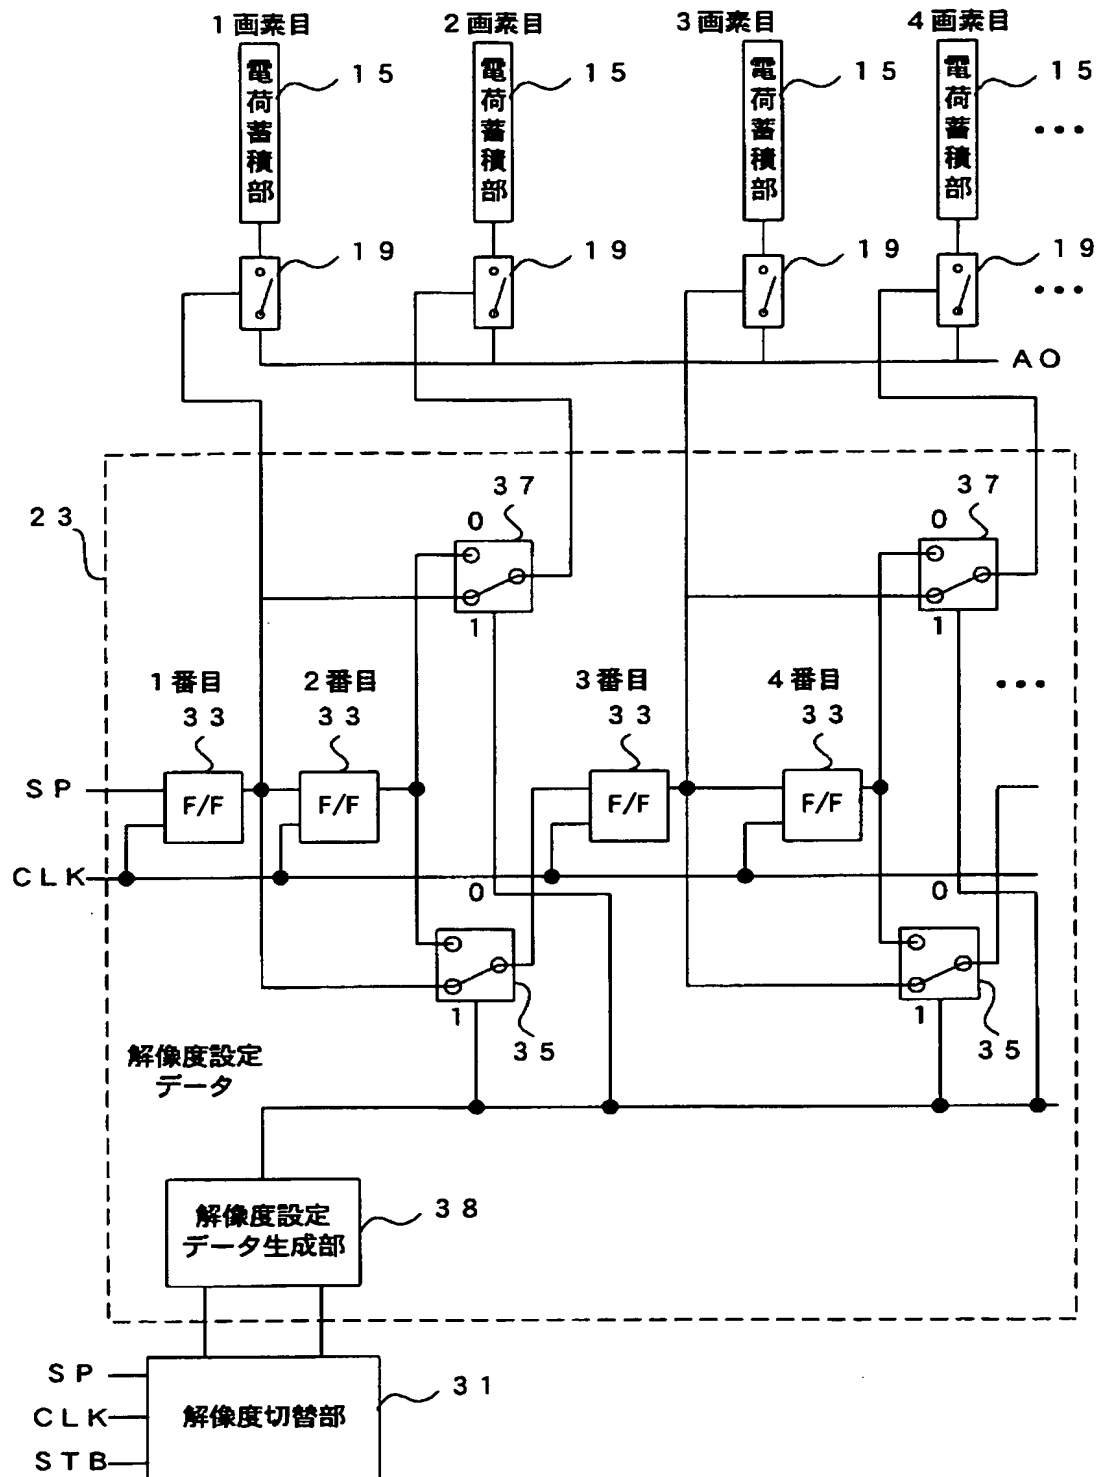 1画素目 2画素目 3画素目 4画素目
電荷蓄積部 15 電荷蓄積部 15 電荷蓄積部 15 電荷蓄積部 15
•••
19 19 19 19
•••
AO
37 37
23
0 0
1 1
1番目 2番目 3番目 4番目
•••
33 33 33 33
SP F/F F/F F/F F/F
CLK
0 0
1 1
35 35
解像度設定
データ
解像度設定
データ生成部
38
SP
31
CLK 解像度切替部
STB